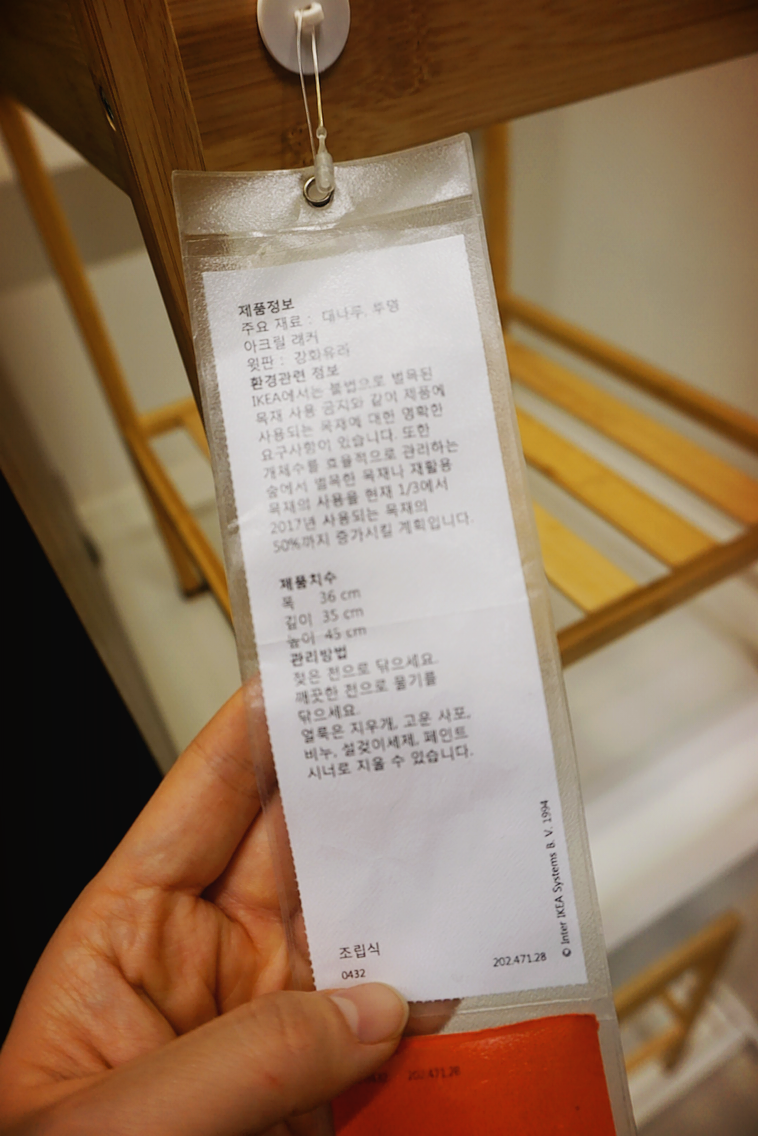 제품정보
주요 재료 : 대나무, 투명
아크릴 래커
윗판 : 강화유리
환경관련 정보
IKEA에서는 불법으로 벌목된
목재 사용 금지와 같이 제품에
사용되는 목재에 대한 명확한
요구사항이 있습니다. 또한
개체수를 효율적으로 관리하는
숲에서 벌목한 목재나 재활용
목재의 사용을 현재 1/3에서
2017년 사용되는 목재의
50%까지 증가시킬 계획입니다.
제품치수
폭 36 cm
깊이 35 cm
높이 45 cm
관리방법
젖은 천으로 닦으세요.
깨끗한 천으로 물기를
닦으세요.
얼룩은 지우개, 고운 사포,
비누, 설겆이세제, 페인트
시너로 지울 수 있습니다.
© Inter IKEA Systems B. V. 1994
조립식
0432
202.471.28
202.471.28